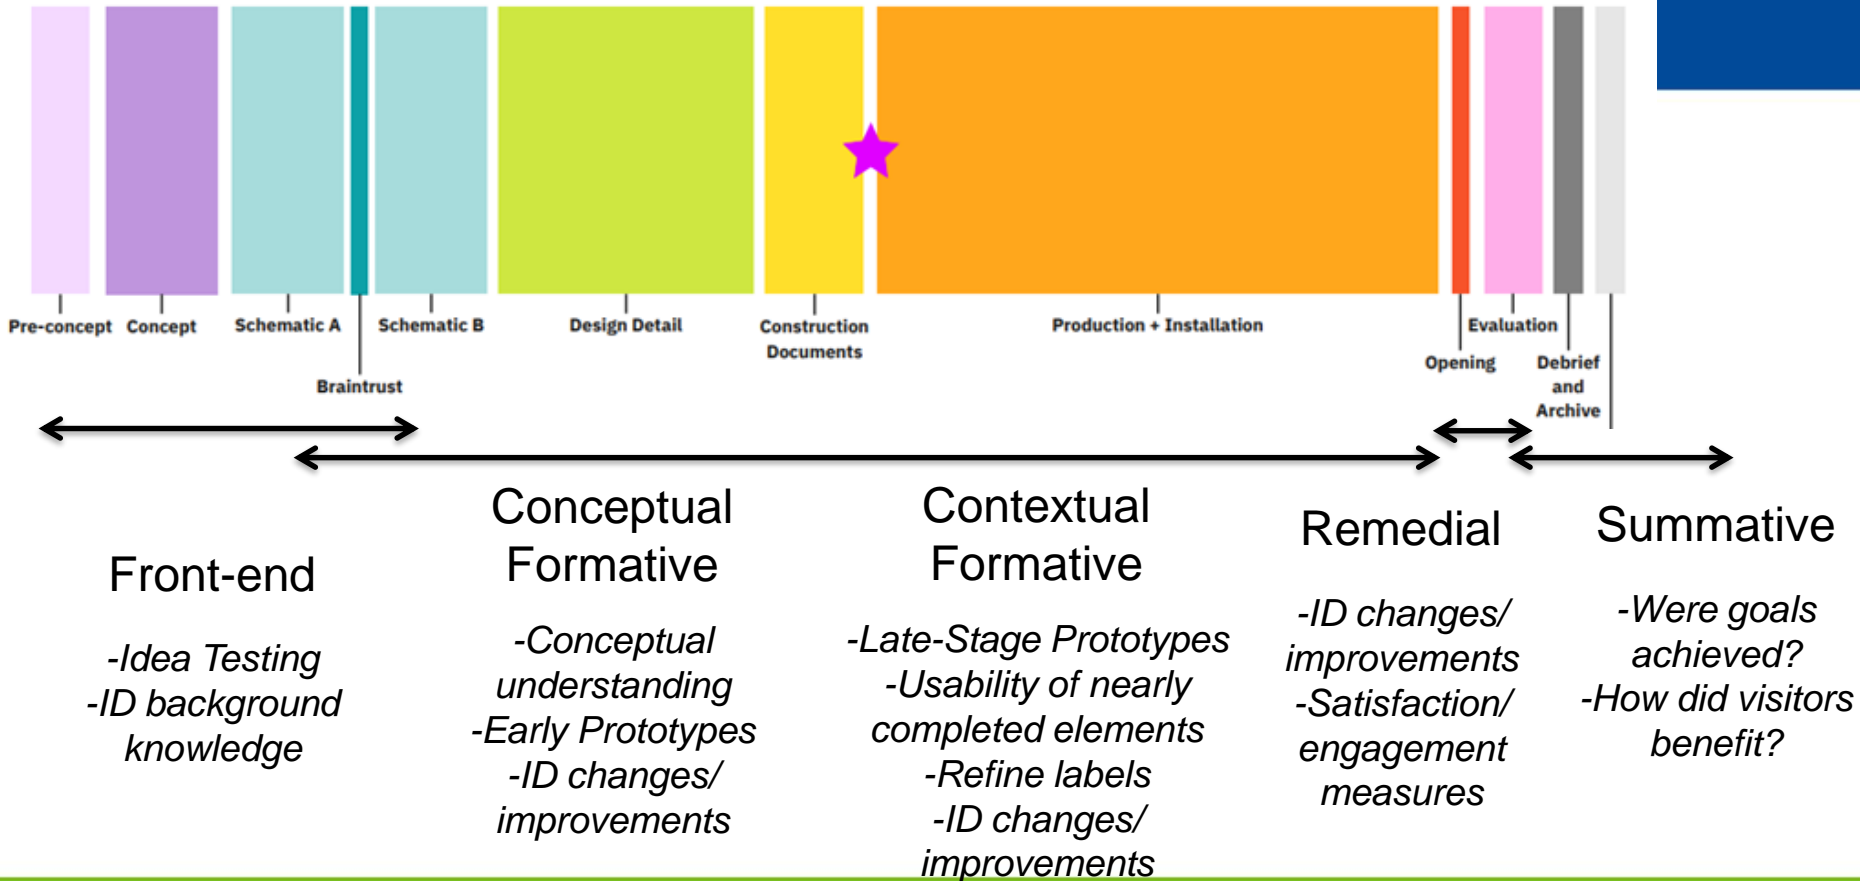 Pre-concept
Concept
Schematic A
Braintrust
Schematic B
Design Detail
Construction
Documents
Production + Installation
Opening
Evaluation
Debrief
and
Archive
Front-end
-Idea Testing
-ID background
knowledge
Conceptual
Formative
-Conceptual
understanding
-Early Prototypes
-ID changes/
improvements
Contextual
Formative
-Late-Stage Prototypes
-Usability of nearly
completed elements
-Refine labels
-ID changes/
improvements
Remedial
-ID changes/
improvements
-Satisfaction/
engagement
measures
Summative
-Were goals
achieved?
-How did visitors
benefit?